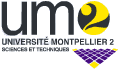 um2
UNIVERSITÉ MONTPELLIER 2
SCIENCES ET TECHNIQUES